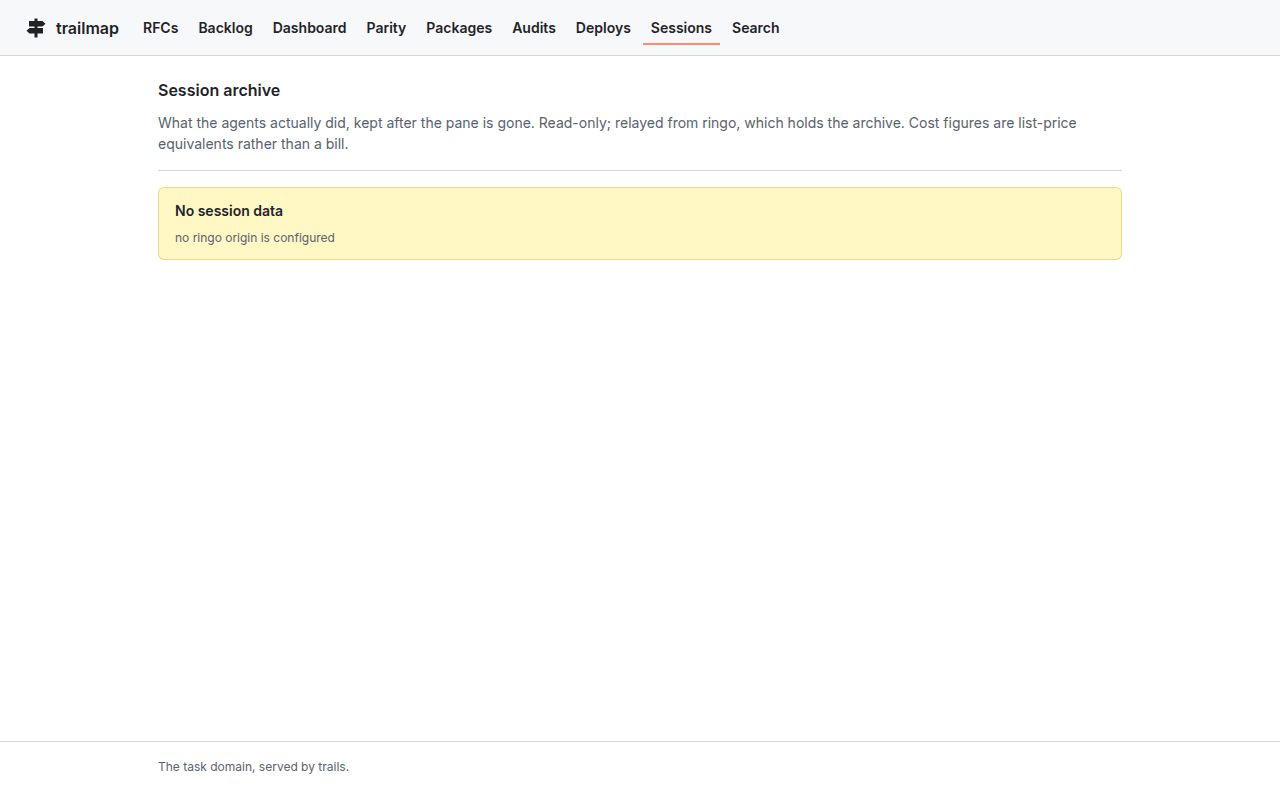 trailmap RFCs Backlog Dashboard Parity Packages Audits Deploys Sessions Search
Session archive
What the agents actually did, kept after the pane is gone. Read-only; relayed from ringo, which holds the archive. Cost figures are list-price
equivalents rather than a bill.
No session data
no ringo origin is configured
The task domain, served by trails.